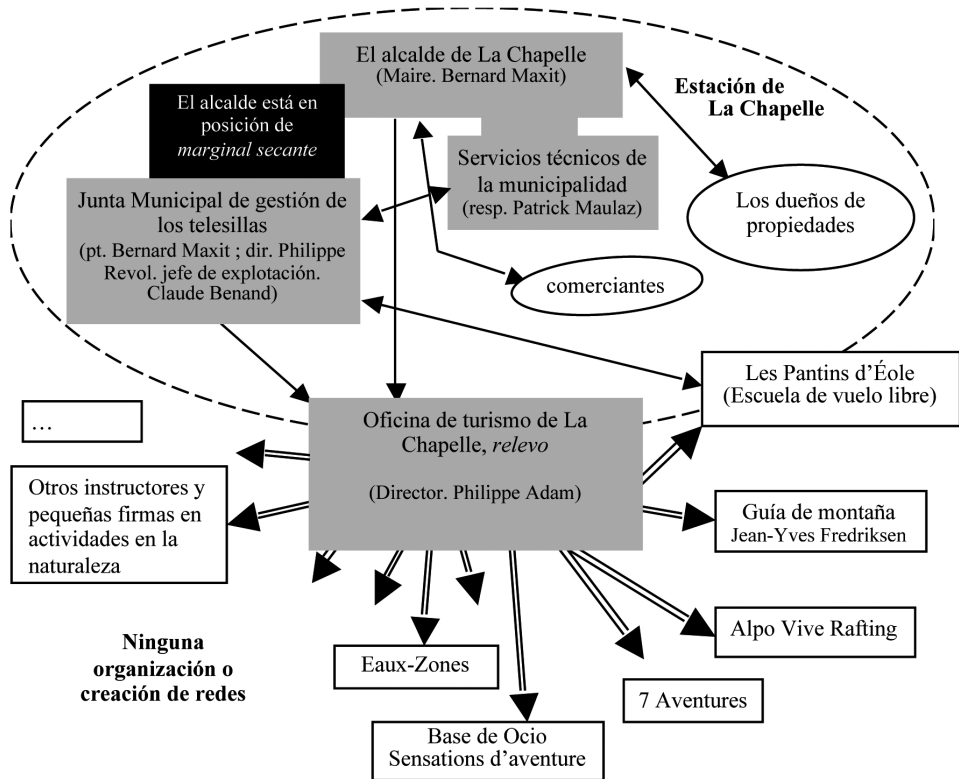 El alcalde de La Chapelle
(Maire. Bernard Maxit)
Estación de
La Chapelle
El alcalde está en
posición de
marginal secante
Servicios técnicos de
la municipalidad
(resp. Patrick Maulaz)
Junta Municipal de gestión de
los telesillas
(pt. Bernard Maxit ; dir. Philippe
Revol. jefe de explotación.
Claude Benand)
Los dueños de
propiedades
comerciantes
Les Pantins d’Éole
(Escuela de vuelo libre)
Oficina de turismo de La
Chapelle, relevo
(Director. Philippe Adam)
…
Otros instructores y
pequeñas firmas en
actividades en la
naturaleza
Guía de montaña
Jean-Yves Fredriksen
Alpo Vive Rafting
Ninguna
organización o
creación de redes
Eaux-Zones
7 Aventures
Base de Ocio
Sensations d’aventure